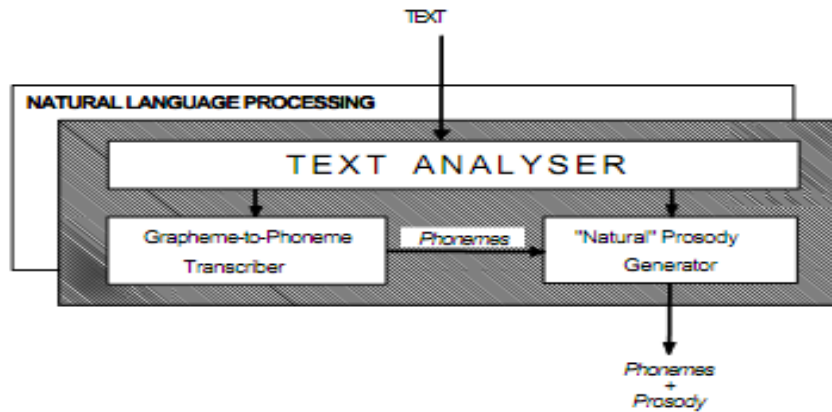 TEXT
NATURAL LANGUAGE PROCESSING
TEXT ANALYSER
Grapheme-to-Phoneme
Transcriber
Phonemes
"Natural" Prosody
Generator
Phonemes
+
Prosody